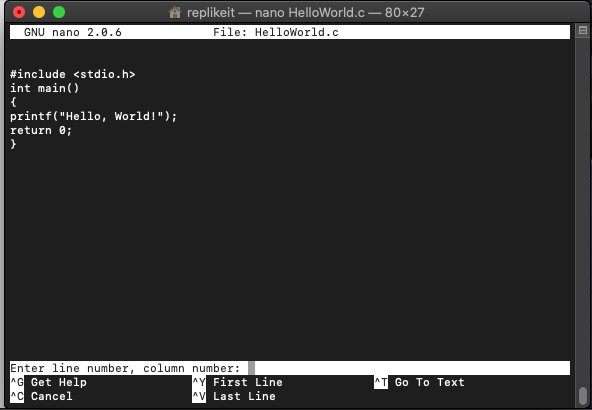 replikeit — nano HelloWorld.c — 80×27
GNU nano 2.0.6 File: HelloWorld.c
#include <stdio.h>
int main()
{
printf("Hello, World!");
return 0;
}
Enter line number, column number:
^G Get Help ^Y First Line ^T Go To Text
^C Cancel ^V Last Line